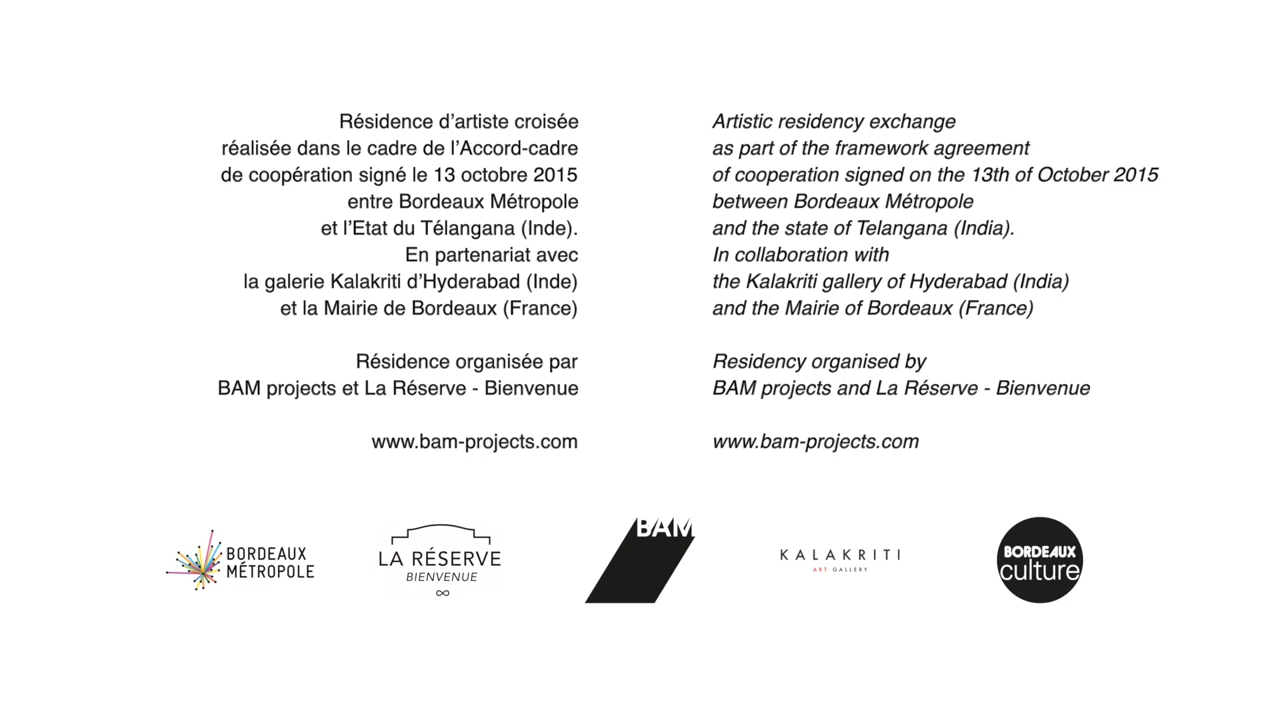 Résidence d’artiste croisée
réalisée dans le cadre de l’Accord-cadre
de coopération signé le 13 octobre 2015
entre Bordeaux Métropole
et l’Etat du Télangana (Inde).
En partenariat avec
la galerie Kalakriti d’Hyderabad (Inde)
et la Mairie de Bordeaux (France)
Résidence organisée par
BAM projects et La Réserve - Bienvenue
www.bam-projects.com
Artistic residency exchange
as part of the framework agreement
of cooperation signed on the 13th of October 2015
between Bordeaux Métropole
and the state of Telangana (India).
In collaboration with
the Kalakriti gallery of Hyderabad (India)
and the Mairie of Bordeaux (France)
Residency organised by
BAM projects and La Réserve - Bienvenue
www.bam-projects.com
BORDEAUX
MÉTROPOLE
LA RÉSERVE
BIENVENUE
BAM
KALAKRITI
ART GALLERY
BORDEAUX
culture